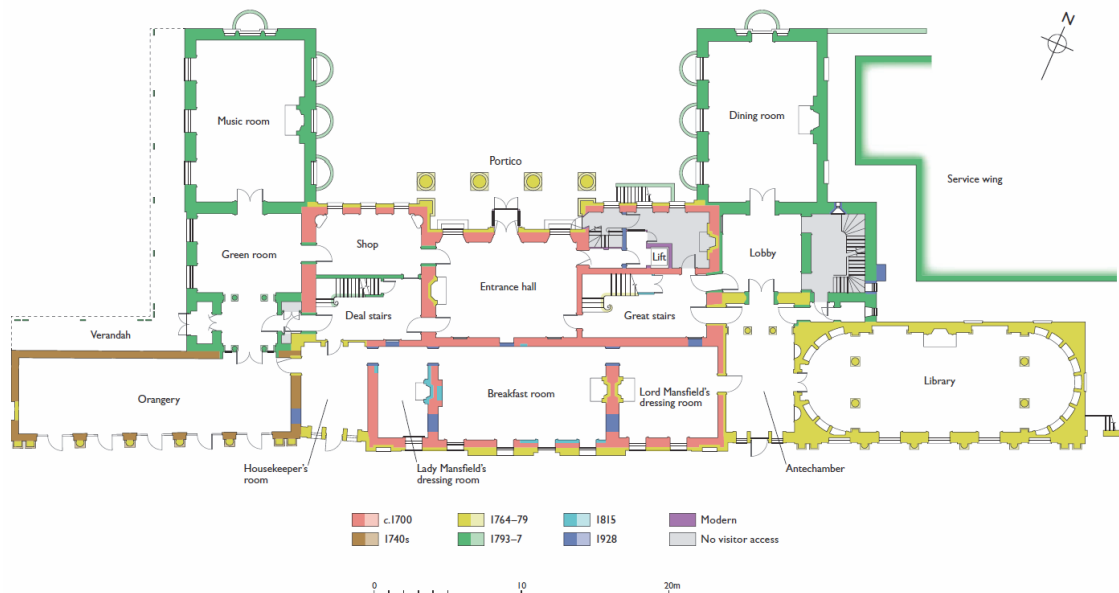 N
Music room
Dining room
Portico
Service wing
Shop
Green room
Lift
Lobby
Entrance hall
Deal stairs
Great stairs
Verandah
Library
Orangery
Breakfast room
Lord Mansfield's
dressing room
Housekeeper's
room
Lady Mansfield's
dressing room
Antechamber
c.1700
1764–79
1815
Modern
1740s
1793–7
1928
No visitor access
0
10
20m